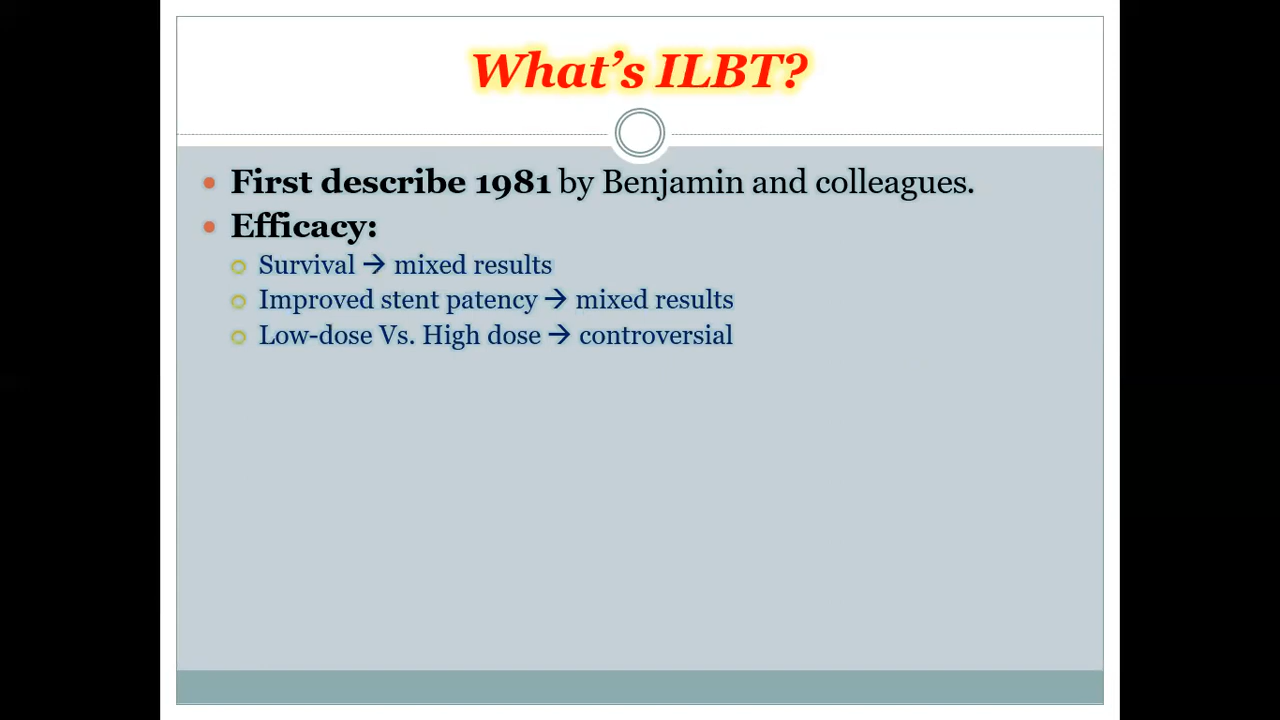 What’s ILBT?
First describe 1981 by Benjamin and colleagues.
Efficacy:
Survival → mixed results
Improved stent patency → mixed results
Low-dose Vs. High dose → controversial